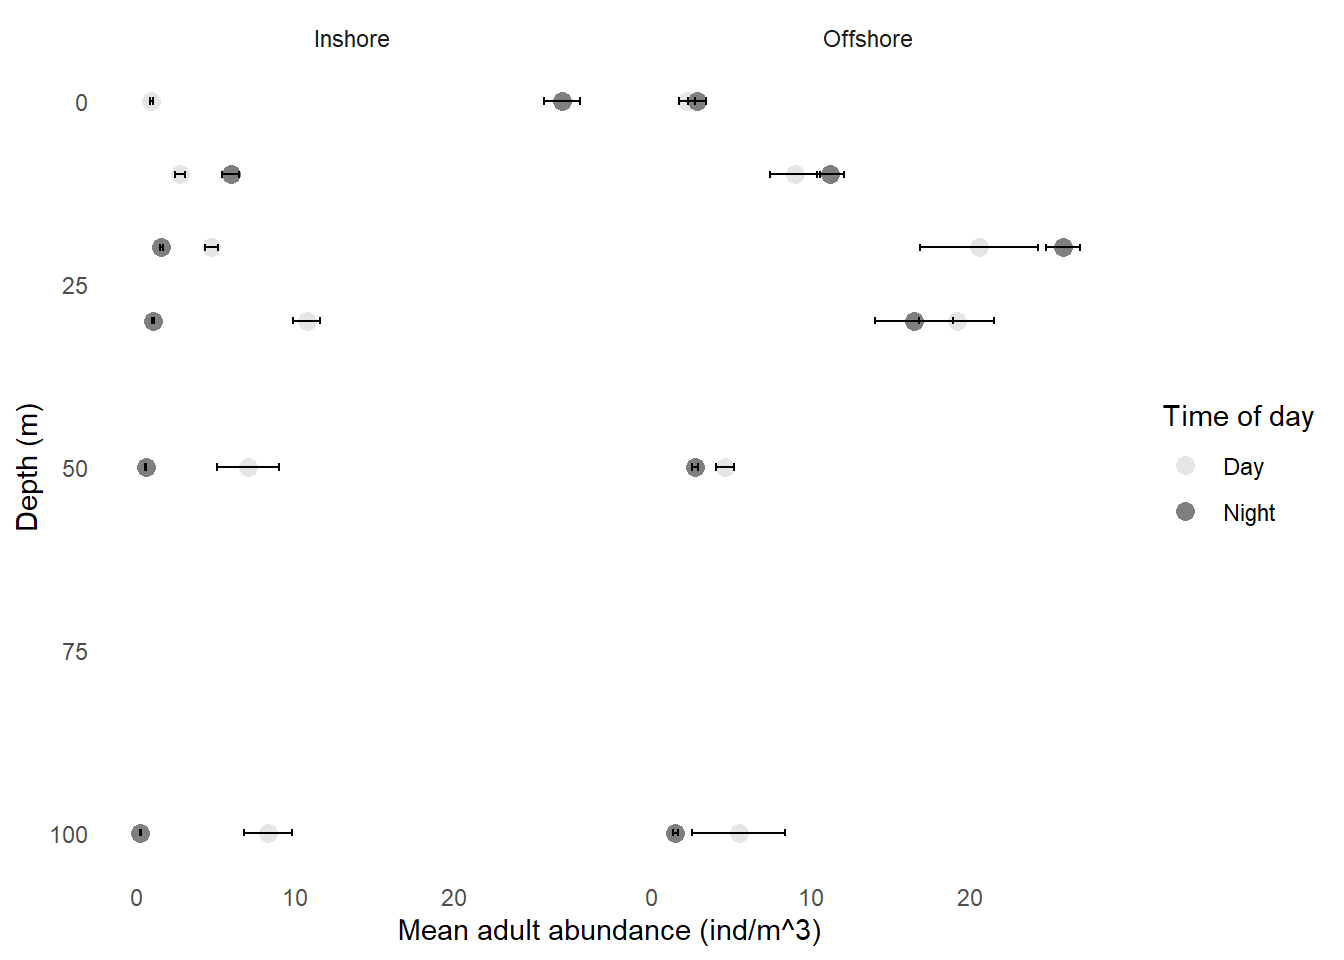 Inshore
Offshore
0
25
50
75
100
Depth (m)
0 10 20 0 10 20
Mean adult abundance (ind/m^3)
Time of day
Day
Night